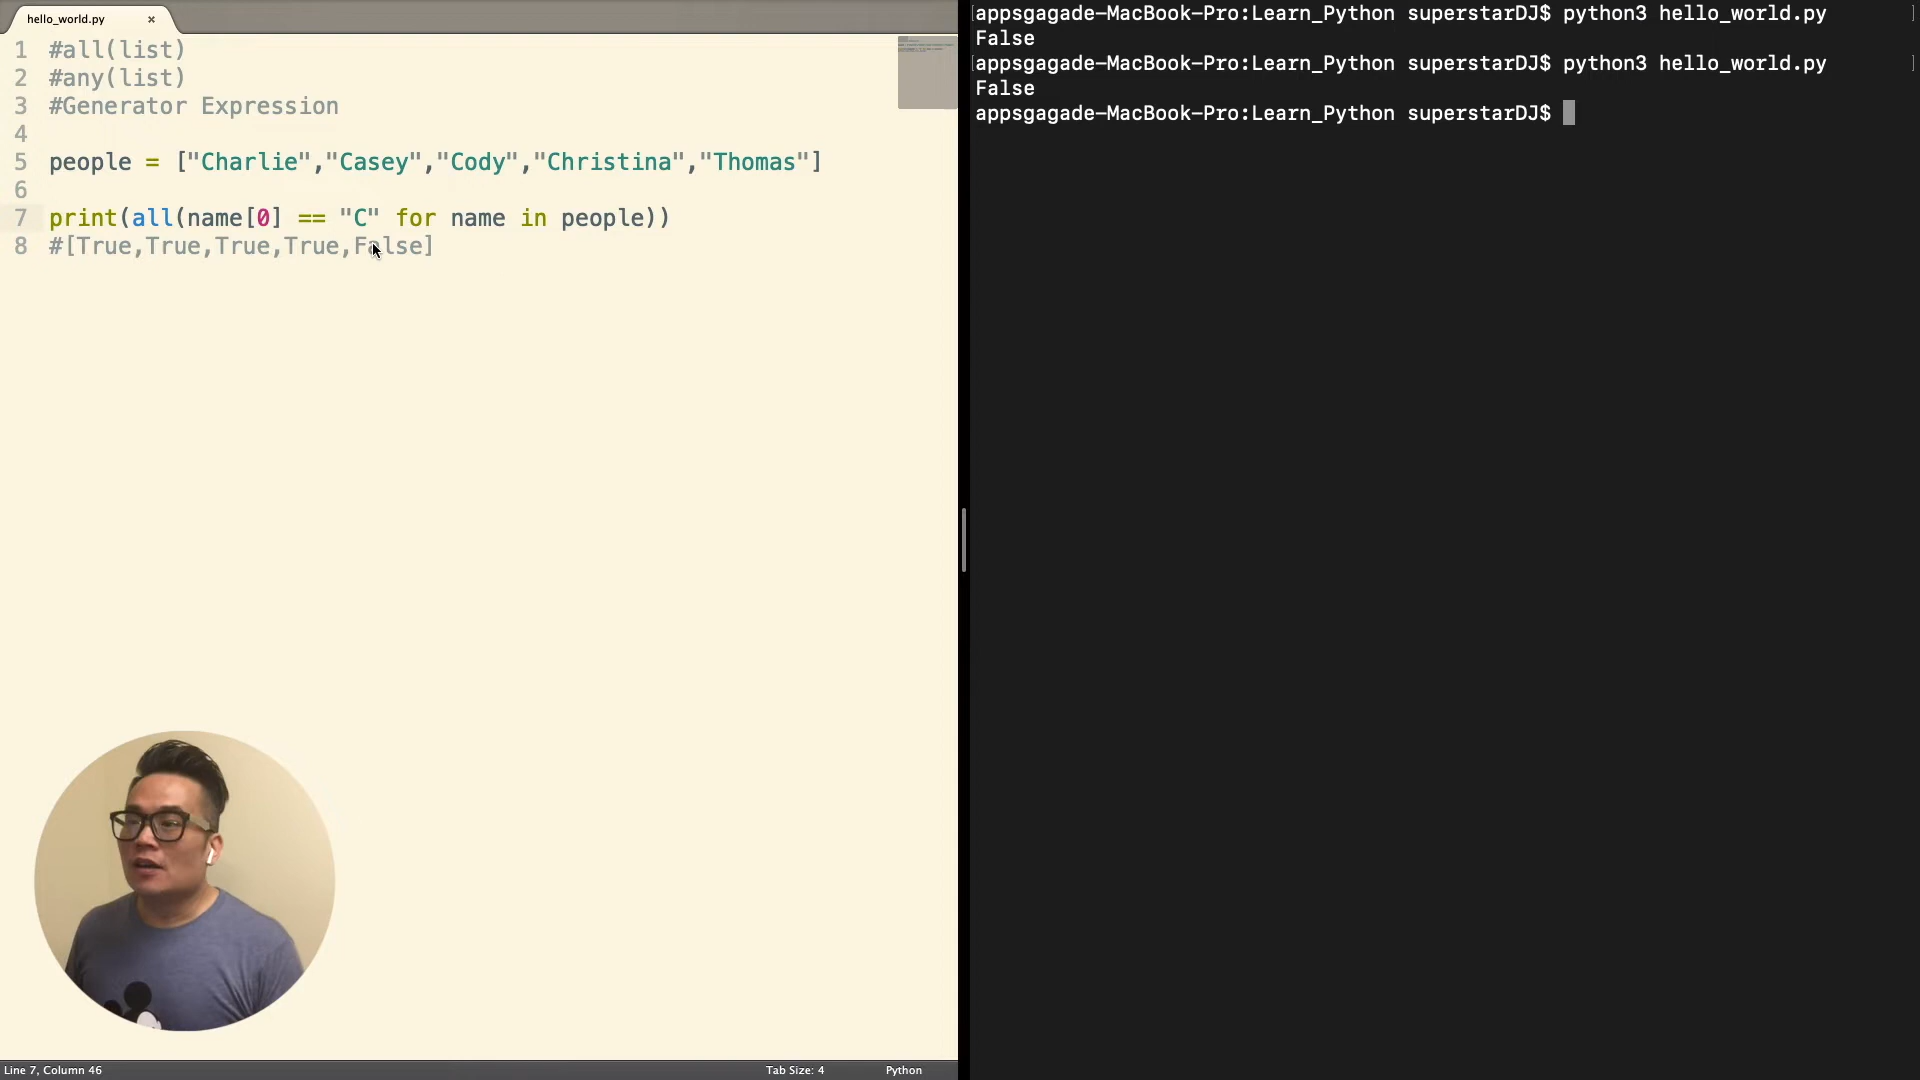 hello_world.py ×
1 #all(list)
2 #any(list)
3 #Generator Expression
4
5 people = ["Charlie","Casey","Cody","Christina","Thomas"]
6
7 print(all(name[0] == "C" for name in people))
8 #[True,True,True,True,False]
Line 7, Column 46
Tab Size: 4
Python
[appsgagade-MacBook-Pro:Learn_Python superstarDJ$ python3 hello_world.py ]
False
[appsgagade-MacBook-Pro:Learn_Python superstarDJ$ python3 hello_world.py ]
False
appsgagade-MacBook-Pro:Learn_Python superstarDJ$